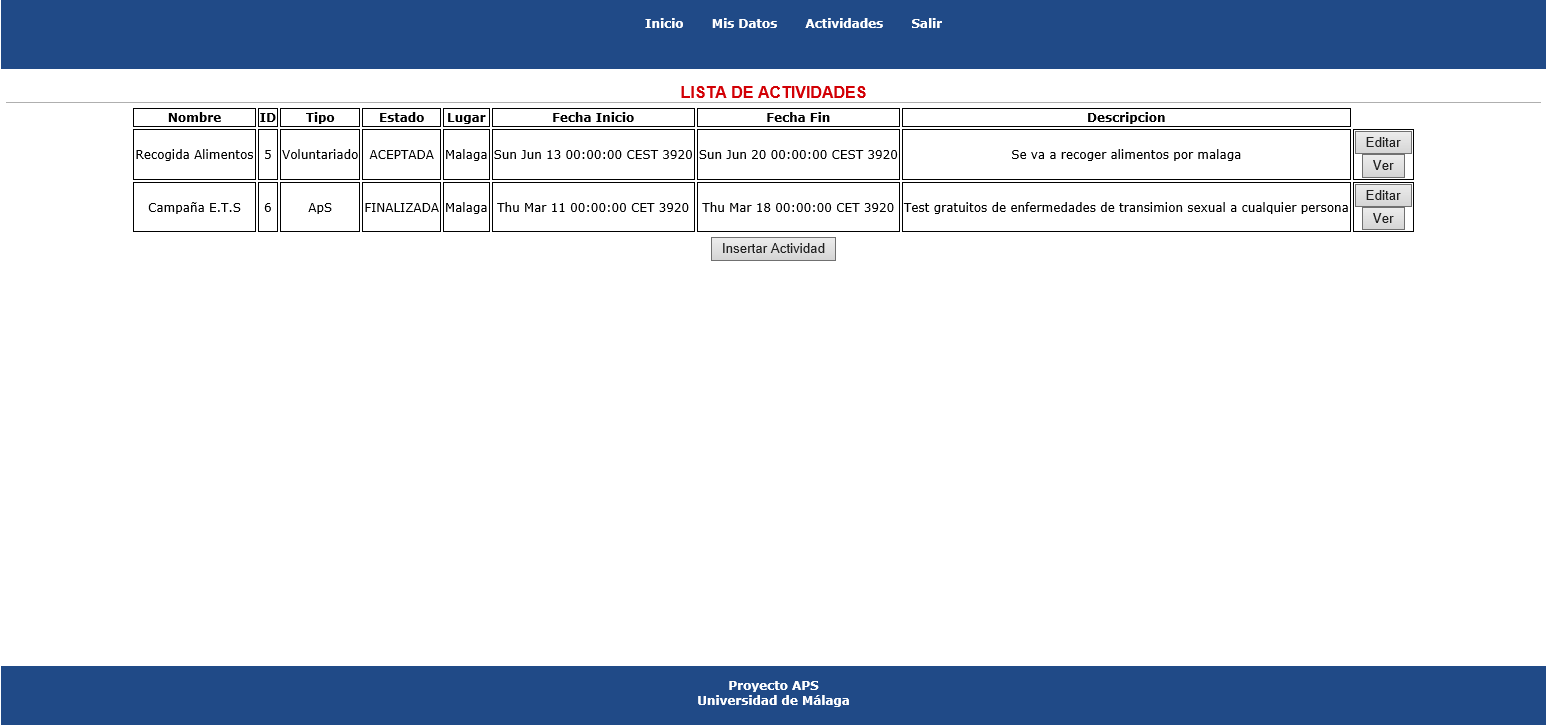 Inicio Mis Datos Actividades Salir
LISTA DE ACTIVIDADES
Nombre ID Tipo Estado Lugar Fecha Inicio Fecha Fin Descripcion
Recogida Alimentos 5 Voluntariado ACEPTADA Malaga Sun Jun 13 00:00:00 CEST 3920 Sun Jun 20 00:00:00 CEST 3920 Se va a recoger alimentos por malaga Editar
Ver
Campaña E.T.S 6 ApS FINALIZADA Malaga Thu Mar 11 00:00:00 CET 3920 Thu Mar 18 00:00:00 CET 3920 Test gratuitos de enfermedades de transimion sexual a cualquier persona Editar
Ver
Insertar Actividad
Proyecto APS
Universidad de Málaga